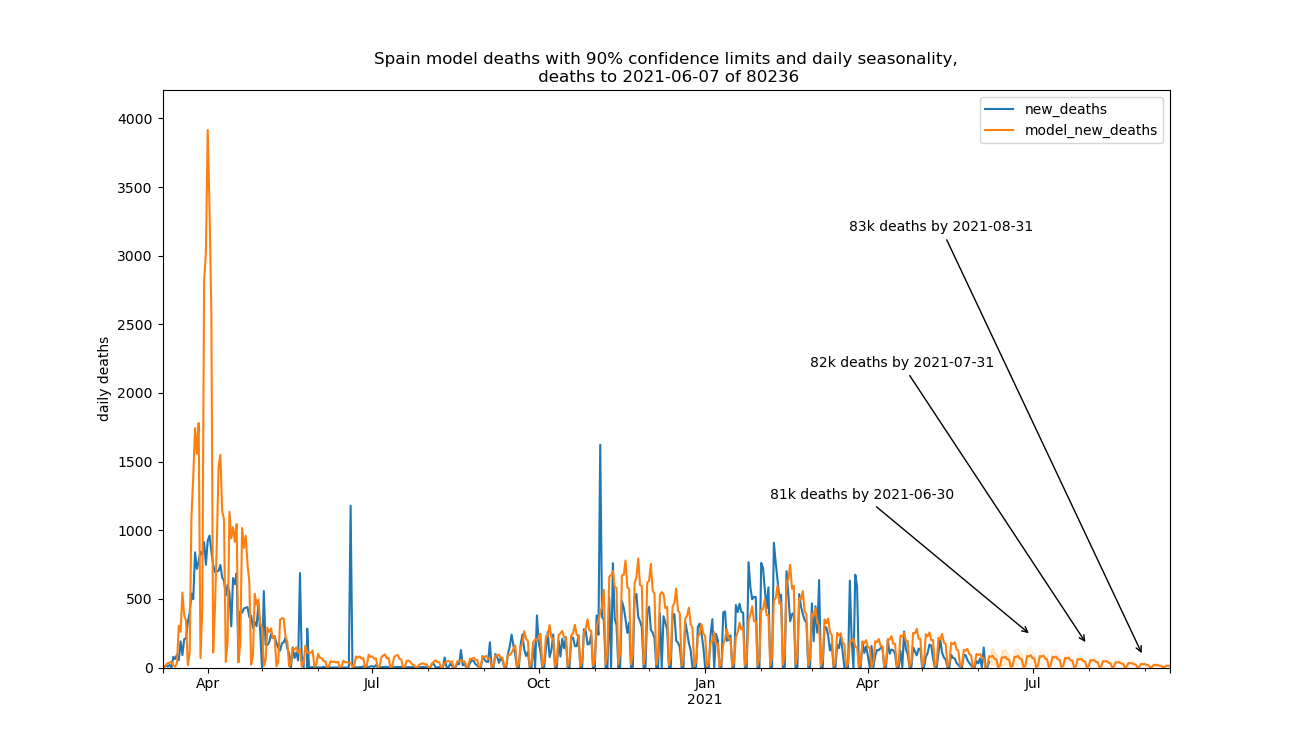 Spain model deaths with 90% confidence limits and daily seasonality,
deaths to 2021-06-07 of 80236
new_deaths
model_new_deaths
daily deaths
4000
3500
3000
2500
2000
1500
1000
500
0
83k deaths by 2021-08-31
82k deaths by 2021-07-31
81k deaths by 2021-06-30
Apr Jul Oct Jan Apr Jul
2021